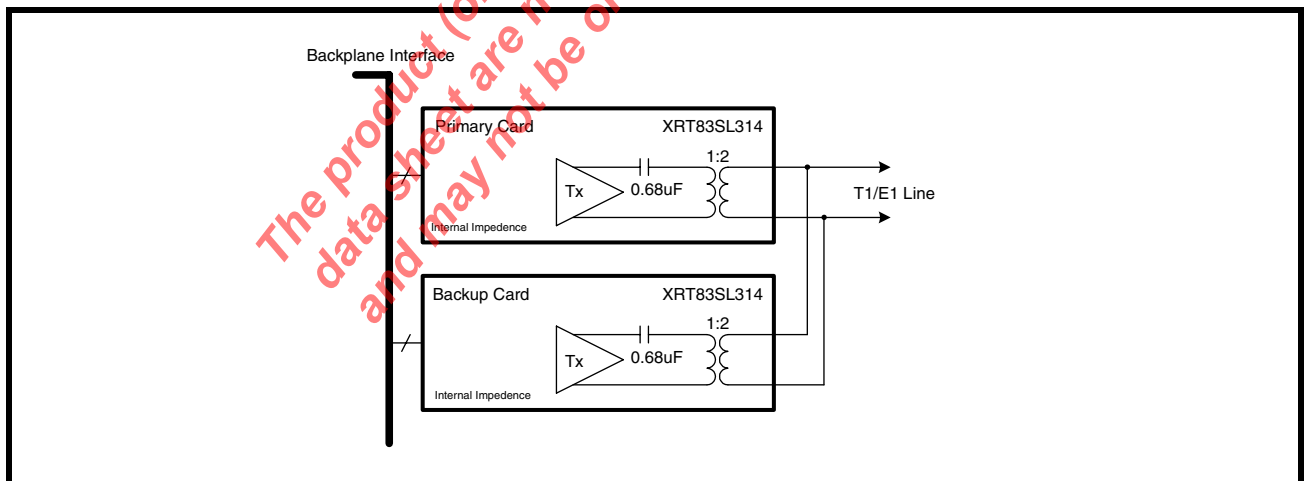 The product (o
data sheet are n
and may not be o
Backplane Interface
Primary Card
XRT83SL314
1:2
Tx
0.68uF
Internal Impedence
T1/E1 Line
Backup Card
XRT83SL314
1:2
Tx
0.68uF
Internal Impedence